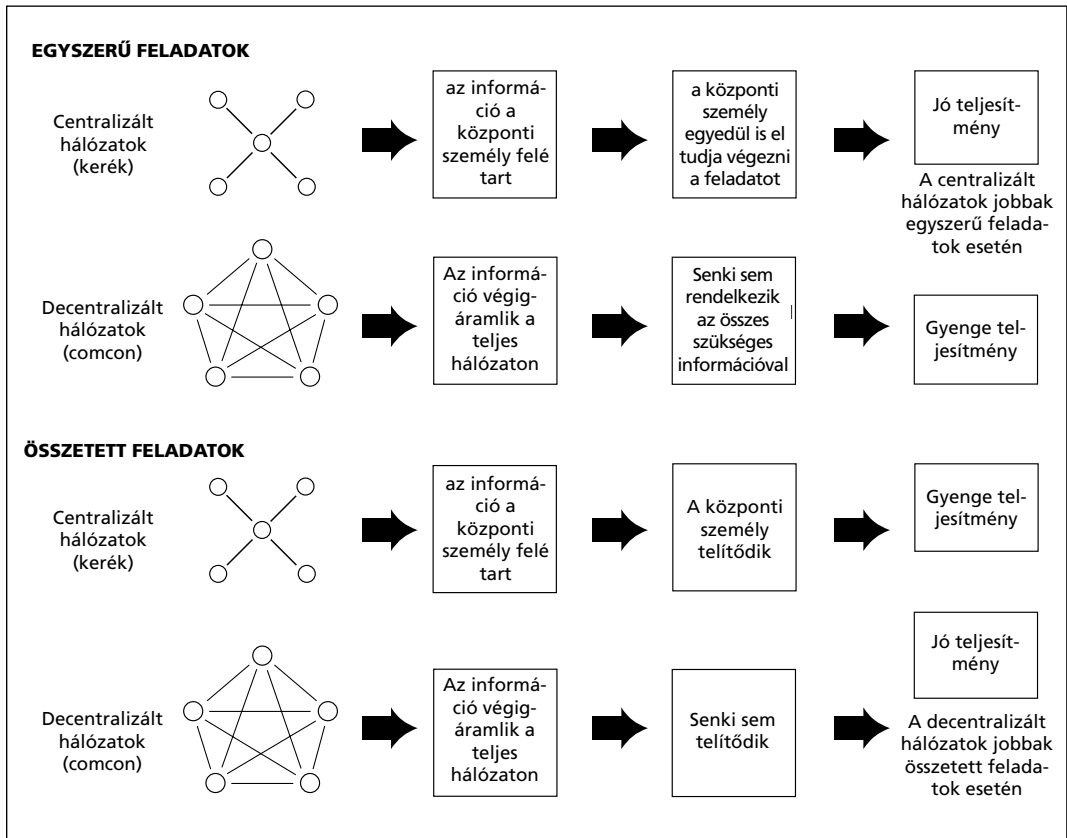 EGYSZERŰ FELADATOK
Centralizált
hálózatok
(kerék)
az informá-
ció a
központi
személy felé
tart
a központi
személy
egyedül is el
tudja végezni
a feladatot
Jó teljesít-
mény
A centralizált
hálózatok jobbak
egyszerű felada-
tok esetén
Decentralizált
hálózatok
(comcon)
Az informá-
ció végig-
áramlik a
teljes
hálózaton
Senki sem
rendelkezik
az összes
szükséges
információval
Gyenge tel-
jesítmény
ÖSSZETETT FELADATOK
Centralizált
hálózatok
(kerék)
az informá-
ció a
központi
személy felé
tart
A központi
személy
telítődik
Gyenge tel-
jesítmény
Decentralizált
hálózatok
(comcon)
Az informá-
ció végig-
áramlik a
teljes
hálózaton
Senki sem
telítődik
Jó teljesít-
mény
A decentralizált
hálózatok jobbak
összetett felada-
tok esetén